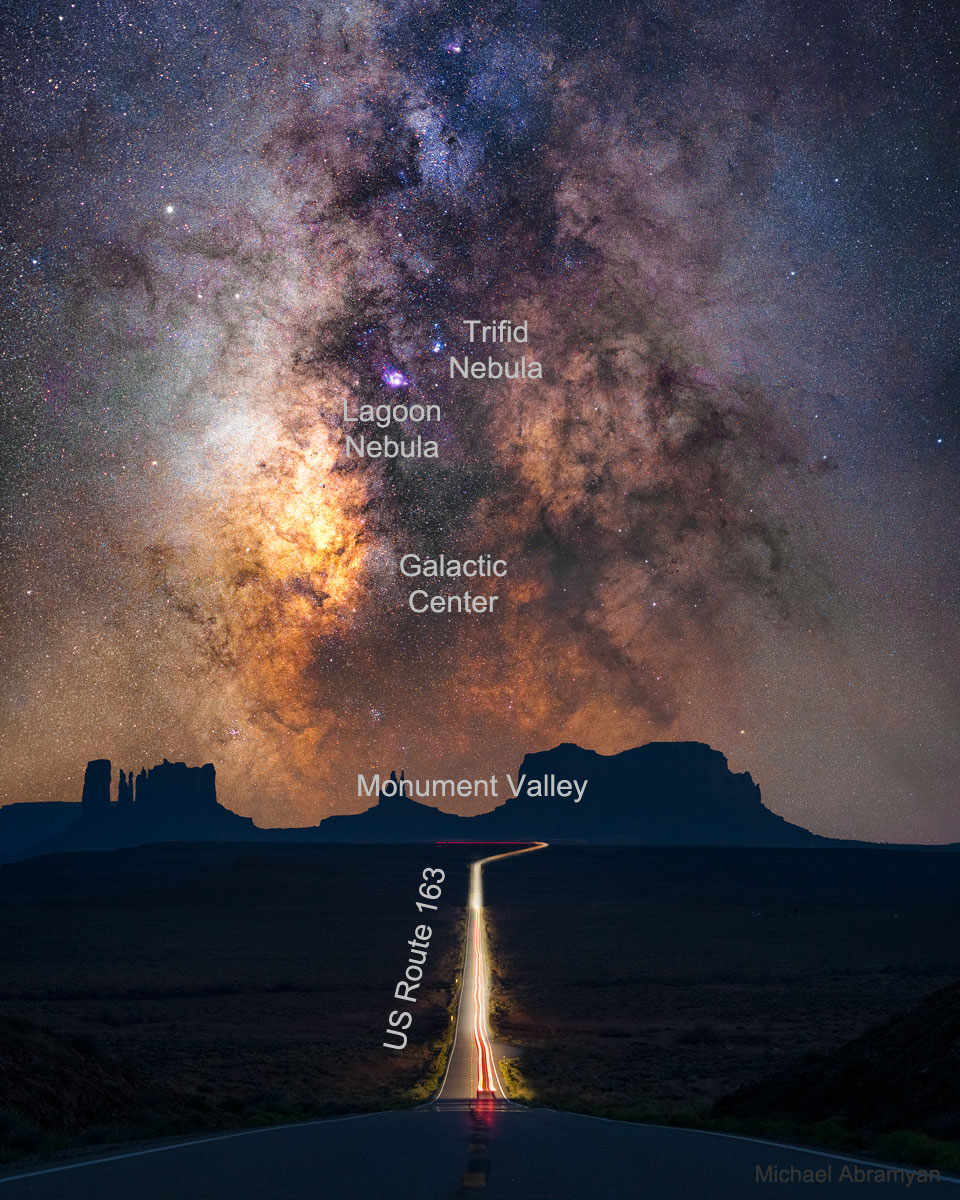 Trifid
Nebula
Lagoon
Nebula
Galactic
Center
Monument Valley
US Route 163
Michael Abramyan